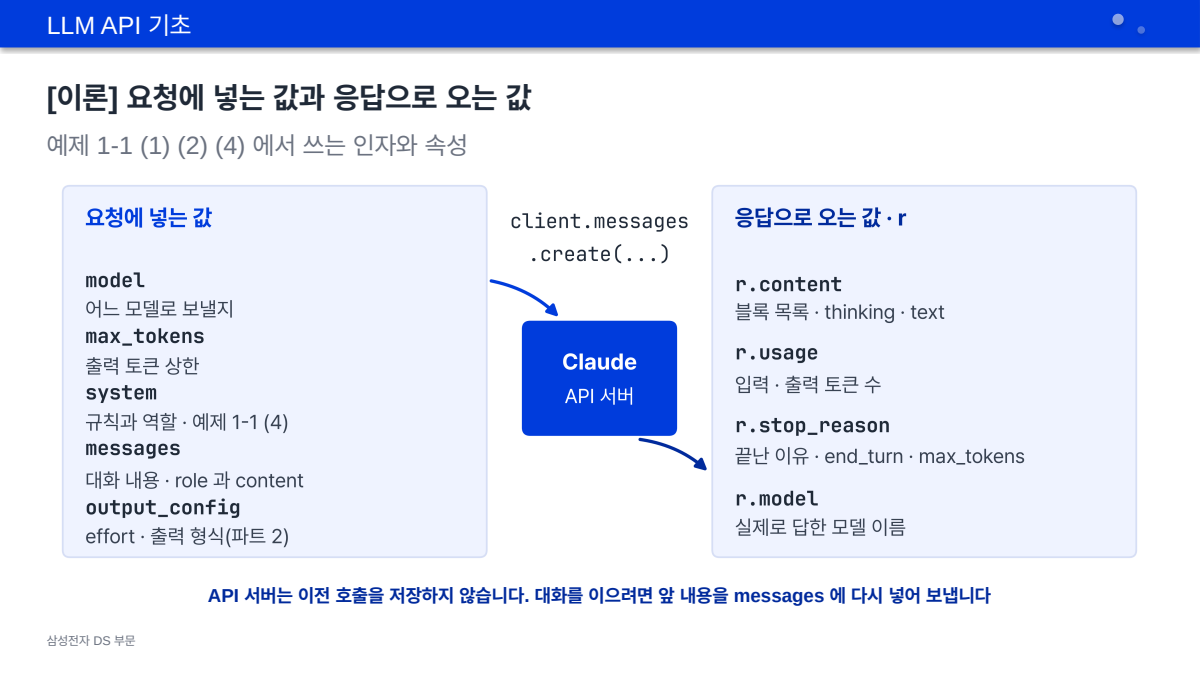 LLM API 기초
[이론] 요청에 넣는 값과 응답으로 오는 값
예제 1-1 (1) (2) (4) 에서 쓰는 인자와 속성
요청에 넣는 값
model
어느 모델로 보낼지
max_tokens
출력 토큰 상한
system
규칙과 역할 · 예제 1-1 (4)
messages
대화 내용 · role 과 content
output_config
effort · 출력 형식(파트 2)
client.messages
.create(...)
Claude
API 서버
응답으로 오는 값 · r
r.content
블록 목록 · thinking · text
r.usage
입력 · 출력 토큰 수
r.stop_reason
끝난 이유 · end_turn · max_tokens
r.model
실제로 답한 모델 이름
API 서버는 이전 호출을 저장하지 않습니다. 대화를 이으려면 앞 내용을 messages 에 다시 넣어 보냅니다
삼성전자 DS 부문